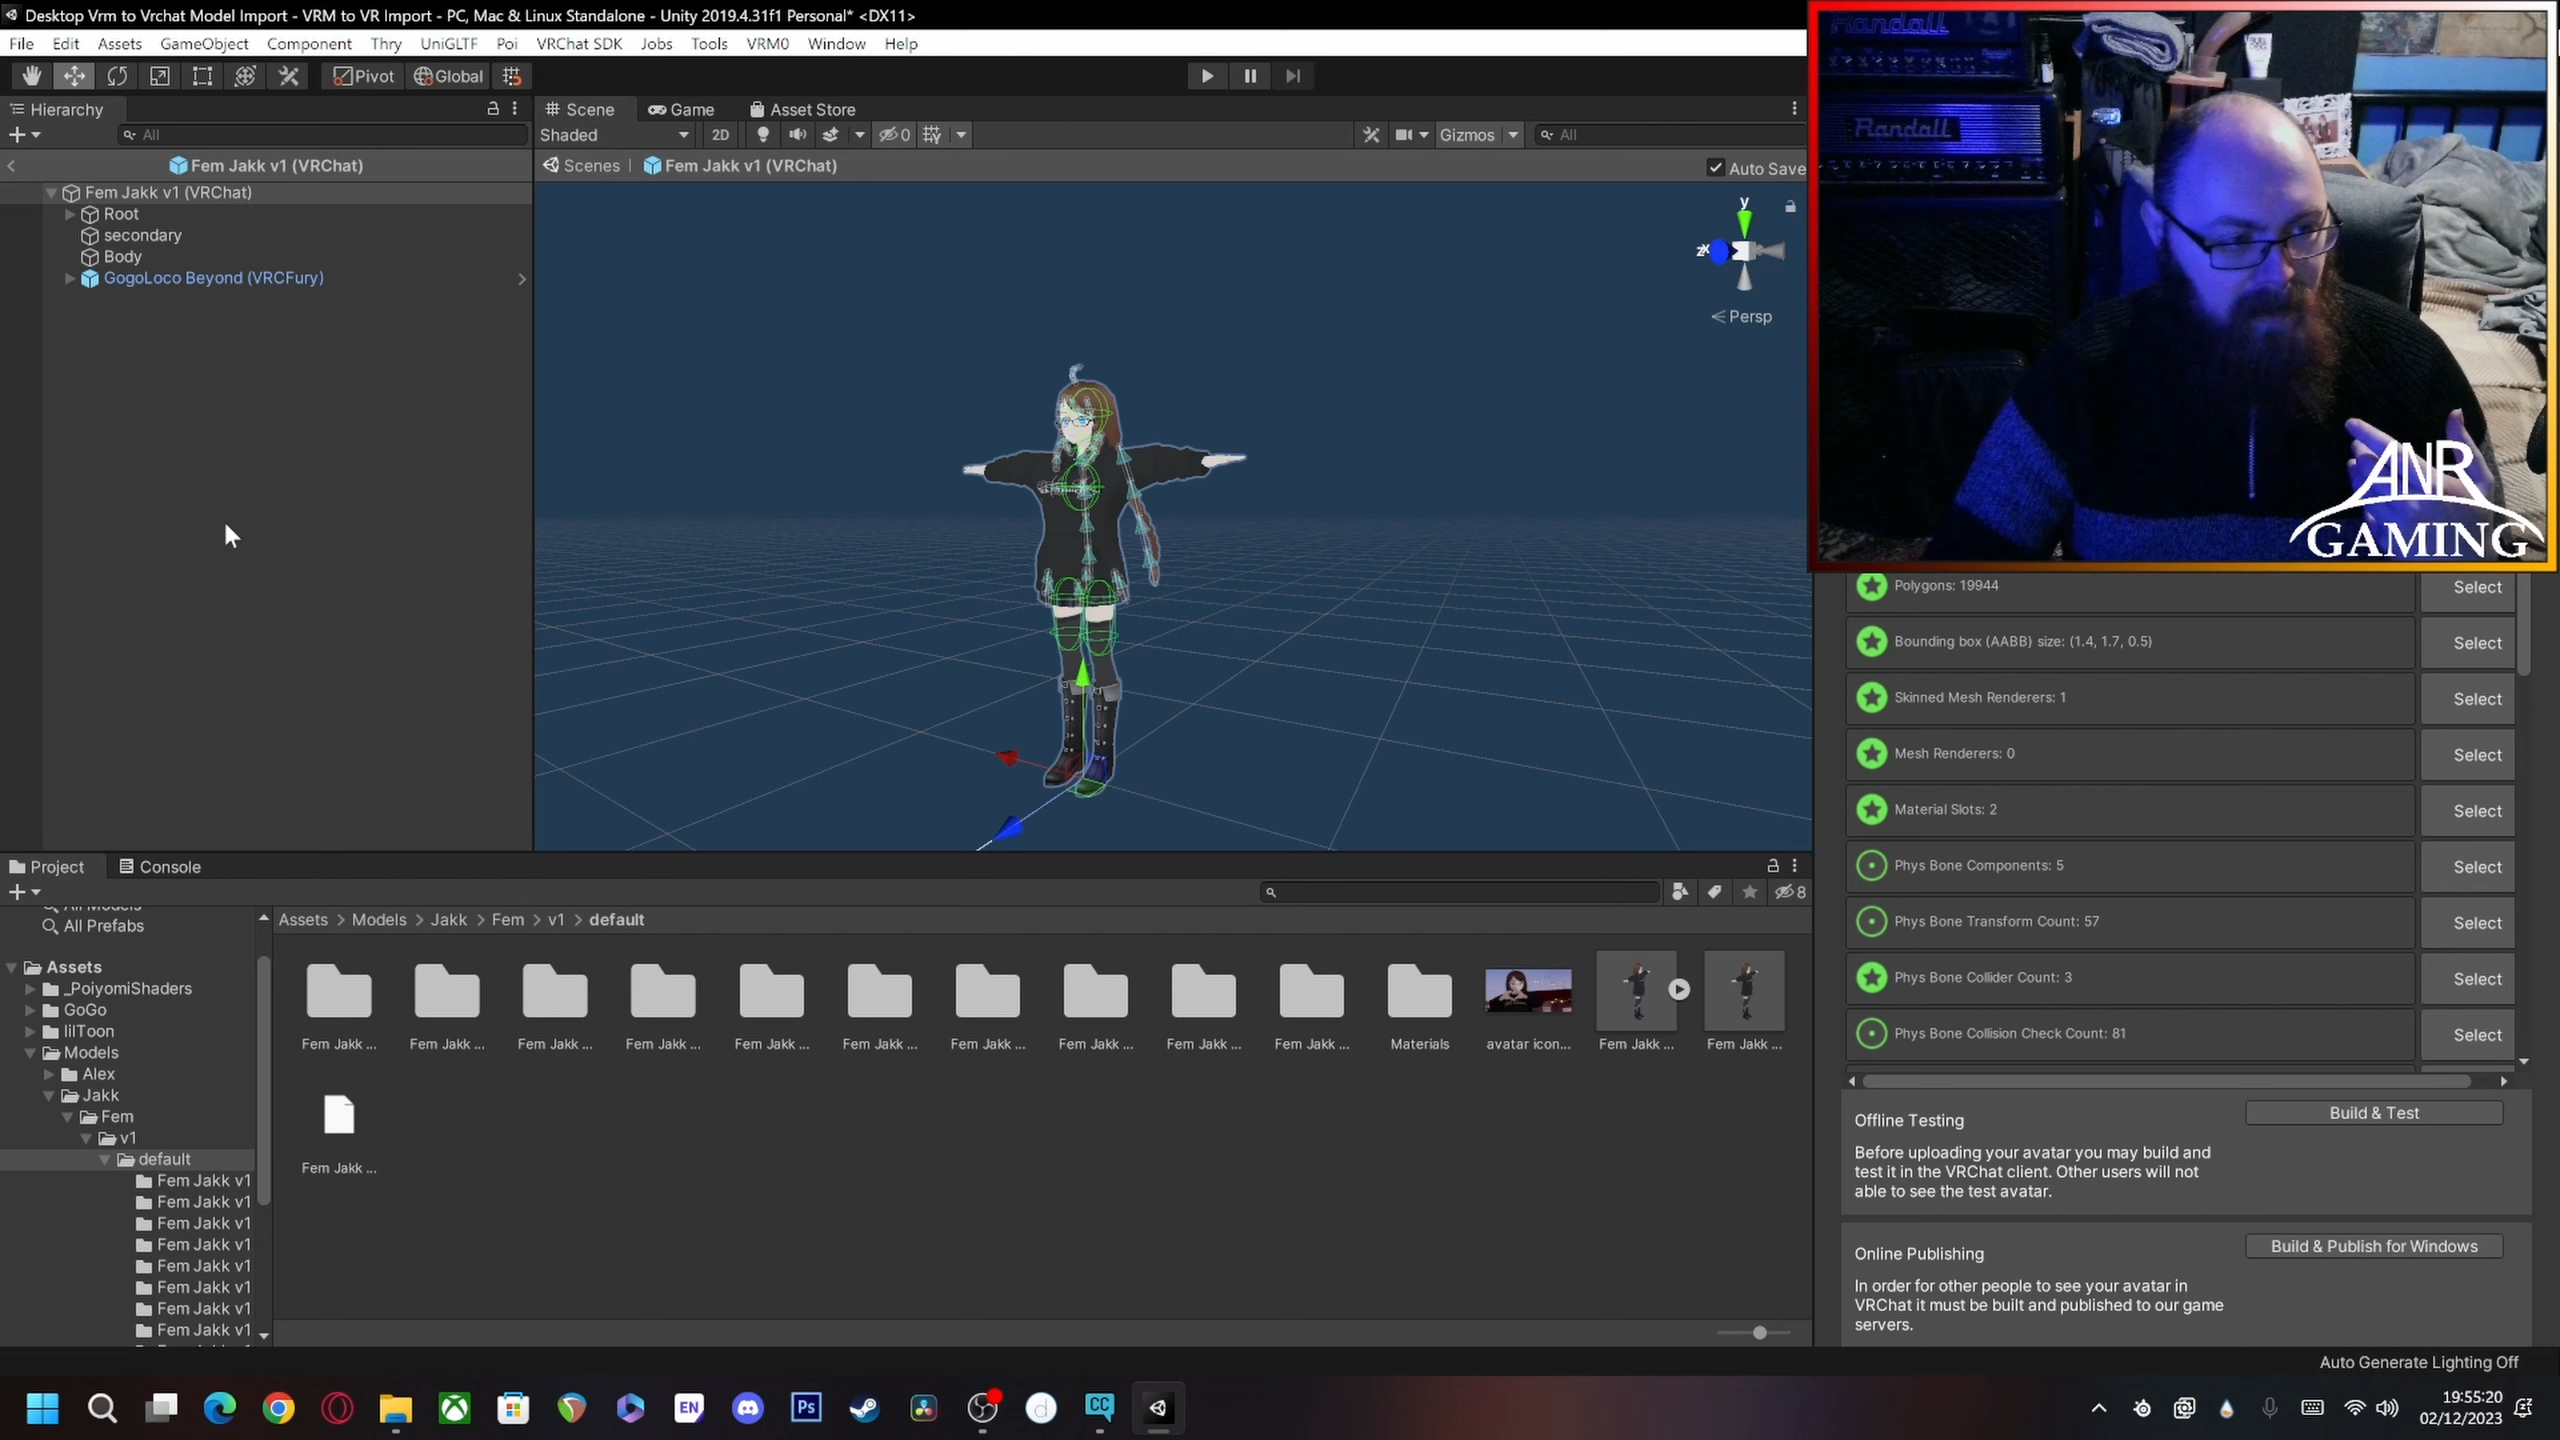 Desktop Vrm to Vrchat Model Import - VRM to VR Import - PC, Mac & Linux Standalone - Unity 2019.4.31f1 Personal* <DX11>
File Edit Assets GameObject Component Thry UniGLTF Poi VRChat SDK Jobs Tools VRM0 Window Help
Pivot Global
Hierarchy
All
Fem Jakk v1 (VRChat)
Fem Jakk v1 (VRChat)
Root
secondary
Body
GogoLoco Beyond (VRCFury)
Scene Game Asset Store
Shaded 2D 0 Gizmos All
Scenes Fem Jakk v1 (VRChat) Auto Save
y
Persp
Randall
Randall
ANR
GAMING
Polygons: 19944 Select
Bounding box (AABB) size: (1.4, 1.7, 0.5) Select
Skinned Mesh Renderers: 1 Select
Mesh Renderers: 0 Select
Material Slots: 2 Select
Phys Bone Components: 5 Select
Phys Bone Transform Count: 57 Select
Phys Bone Collider Count: 3 Select
Phys Bone Collision Check Count: 81 Select
Offline Testing Build & Test
Before uploading your avatar you may build and
test it in the VRChat client. Other users will not
able to see the test avatar.
Online Publishing Build & Publish for Windows
In order for other people to see your avatar in
VRChat it must be built and published to our game
servers.
Auto Generate Lighting Off
Project Console
8
All Models
All Prefabs
Assets
_PoiyomiShaders
GoGo
lilToon
Models
Alex
Jakk
Fem
v1
default
Fem Jakk v1
Fem Jakk v1
Fem Jakk v1
Fem Jakk v1
Fem Jakk v1
Fem Jakk v1
Fem Jakk v1
Fem Jakk v1
Assets > Models > Jakk > Fem > v1 > default
Fem Jakk ... Fem Jakk ... Fem Jakk ... Fem Jakk ... Fem Jakk ... Fem Jakk ... Fem Jakk ... Fem Jakk ... Fem Jakk ... Fem Jakk ... Materials avatar icon... Fem Jakk ... Fem Jakk ...
Fem Jakk ...
EN Ps CC
19:55:20
02/12/2023